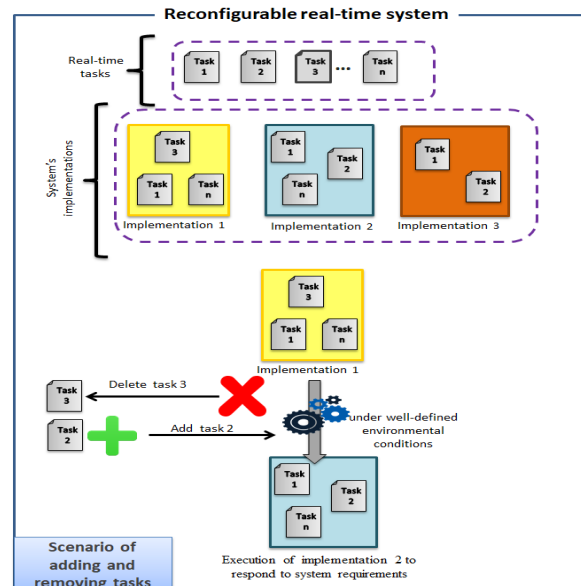 Reconfigurable real-time system
Real-time
tasks
Task
1
Task
2
Task
3
...
Task
n
System's
implementations
Task
3
Task
1
Task
n
Implementation 1
Task
1
Task
2
Task
n
Implementation 2
Task
1
Task
2
Implementation 3
Task
3
Task
1
Task
n
Implementation 1
Task
3
Delete task 3
Task
2
Add task 2
under well-defined
environmental
conditions
Task
1
Task
2
Task
n
Execution of implementation 2 to
respond to system requirements
Scenario of
adding and
removing tasks